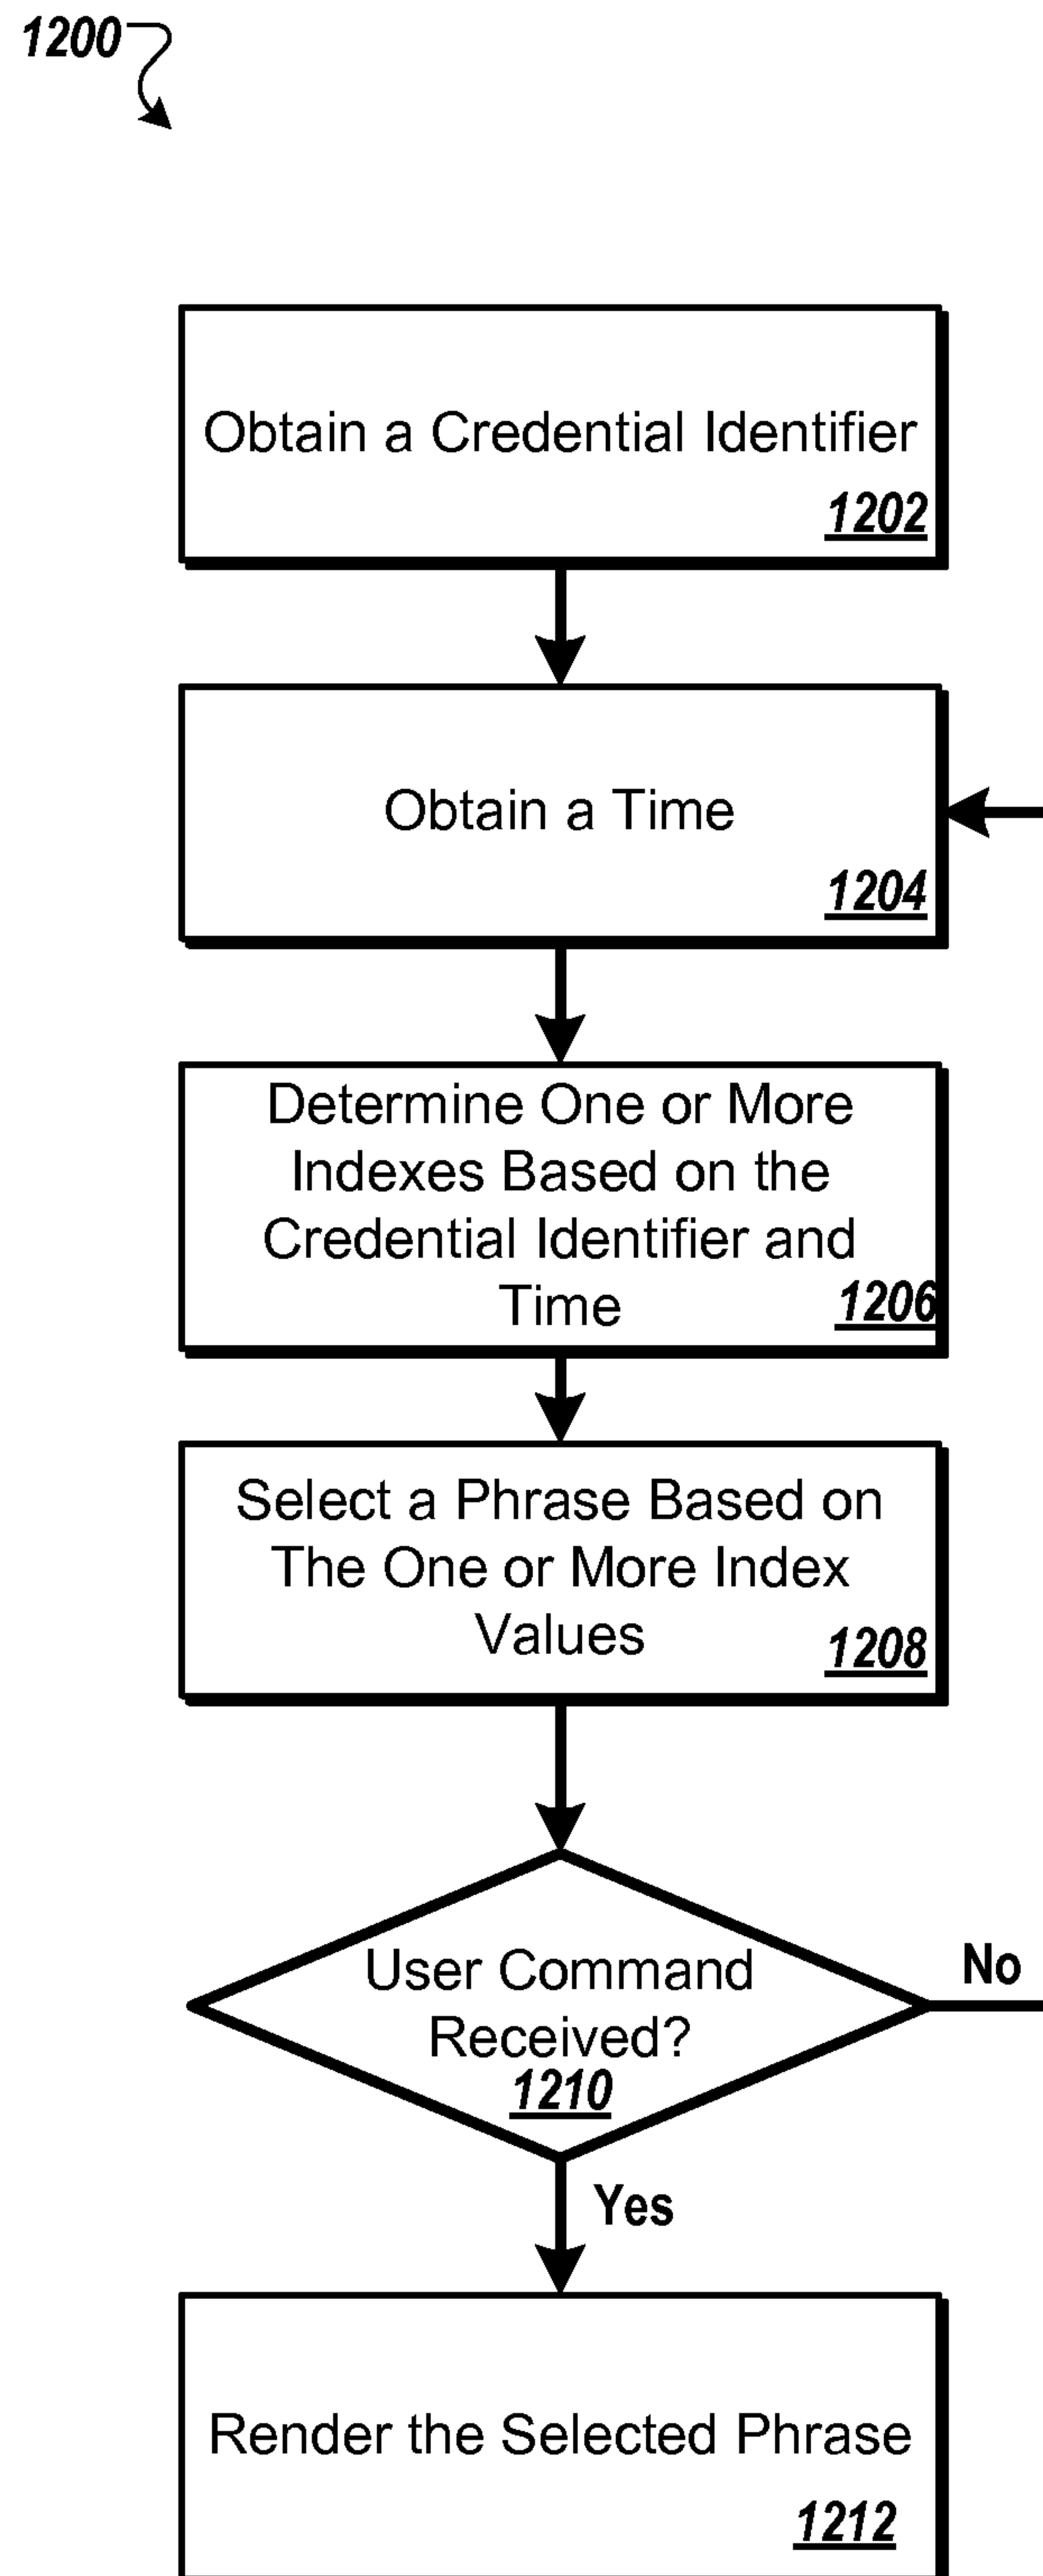 1200
Obtain a Credential Identifier
1202
Obtain a Time
1204
Determine One or More
Indexes Based on the
Credential Identifier and
Time
1206
Select a Phrase Based on
The One or More Index
Values
1208
User Command
Received?
1210
No
Yes
Render the Selected Phrase
1212